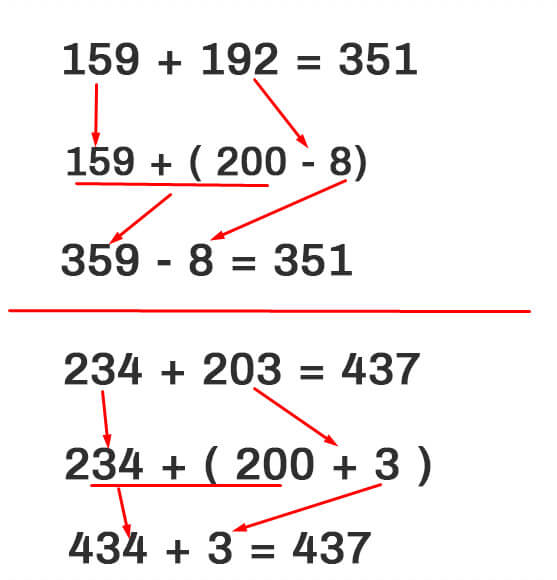 159 + 192 = 351
159 + ( 200 - 8)
359 - 8 = 351
234 + 203 = 437
234 + ( 200 + 3 )
434 + 3 = 437